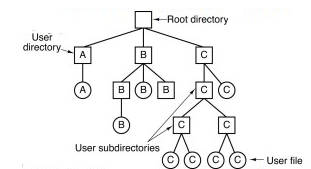 Root directory
User
directory
A B C
A B B B C C
B C C
User subdirectories
C C C C User file